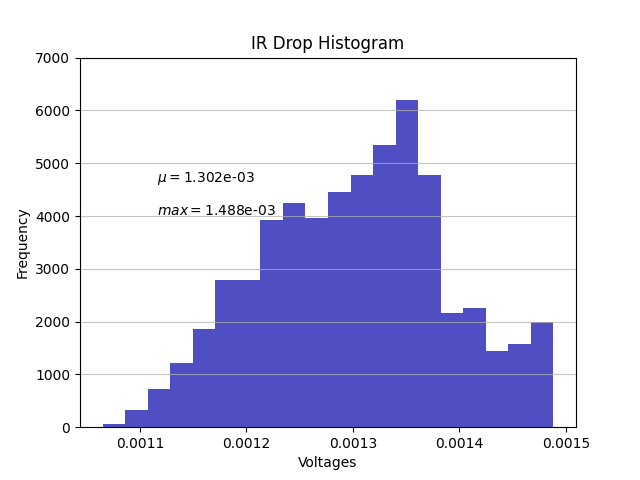 IR Drop Histogram
7000
6000
5000
4000
3000
2000
1000
0
Frequency
μ = 1.302e-03
max = 1.488e-03
0.0011 0.0012 0.0013 0.0014 0.0015
Voltages